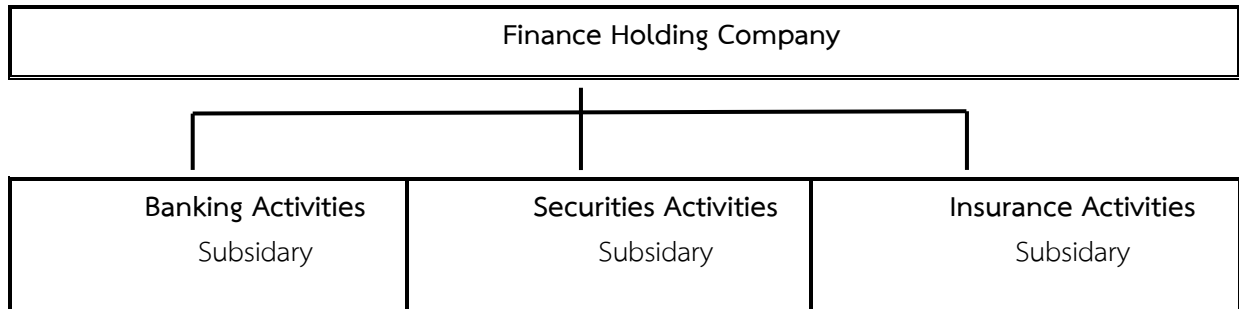 Finance Holding Company
Banking Activities
Subsidary
Securities Activities
Subsidary
Insurance Activities
Subsidary